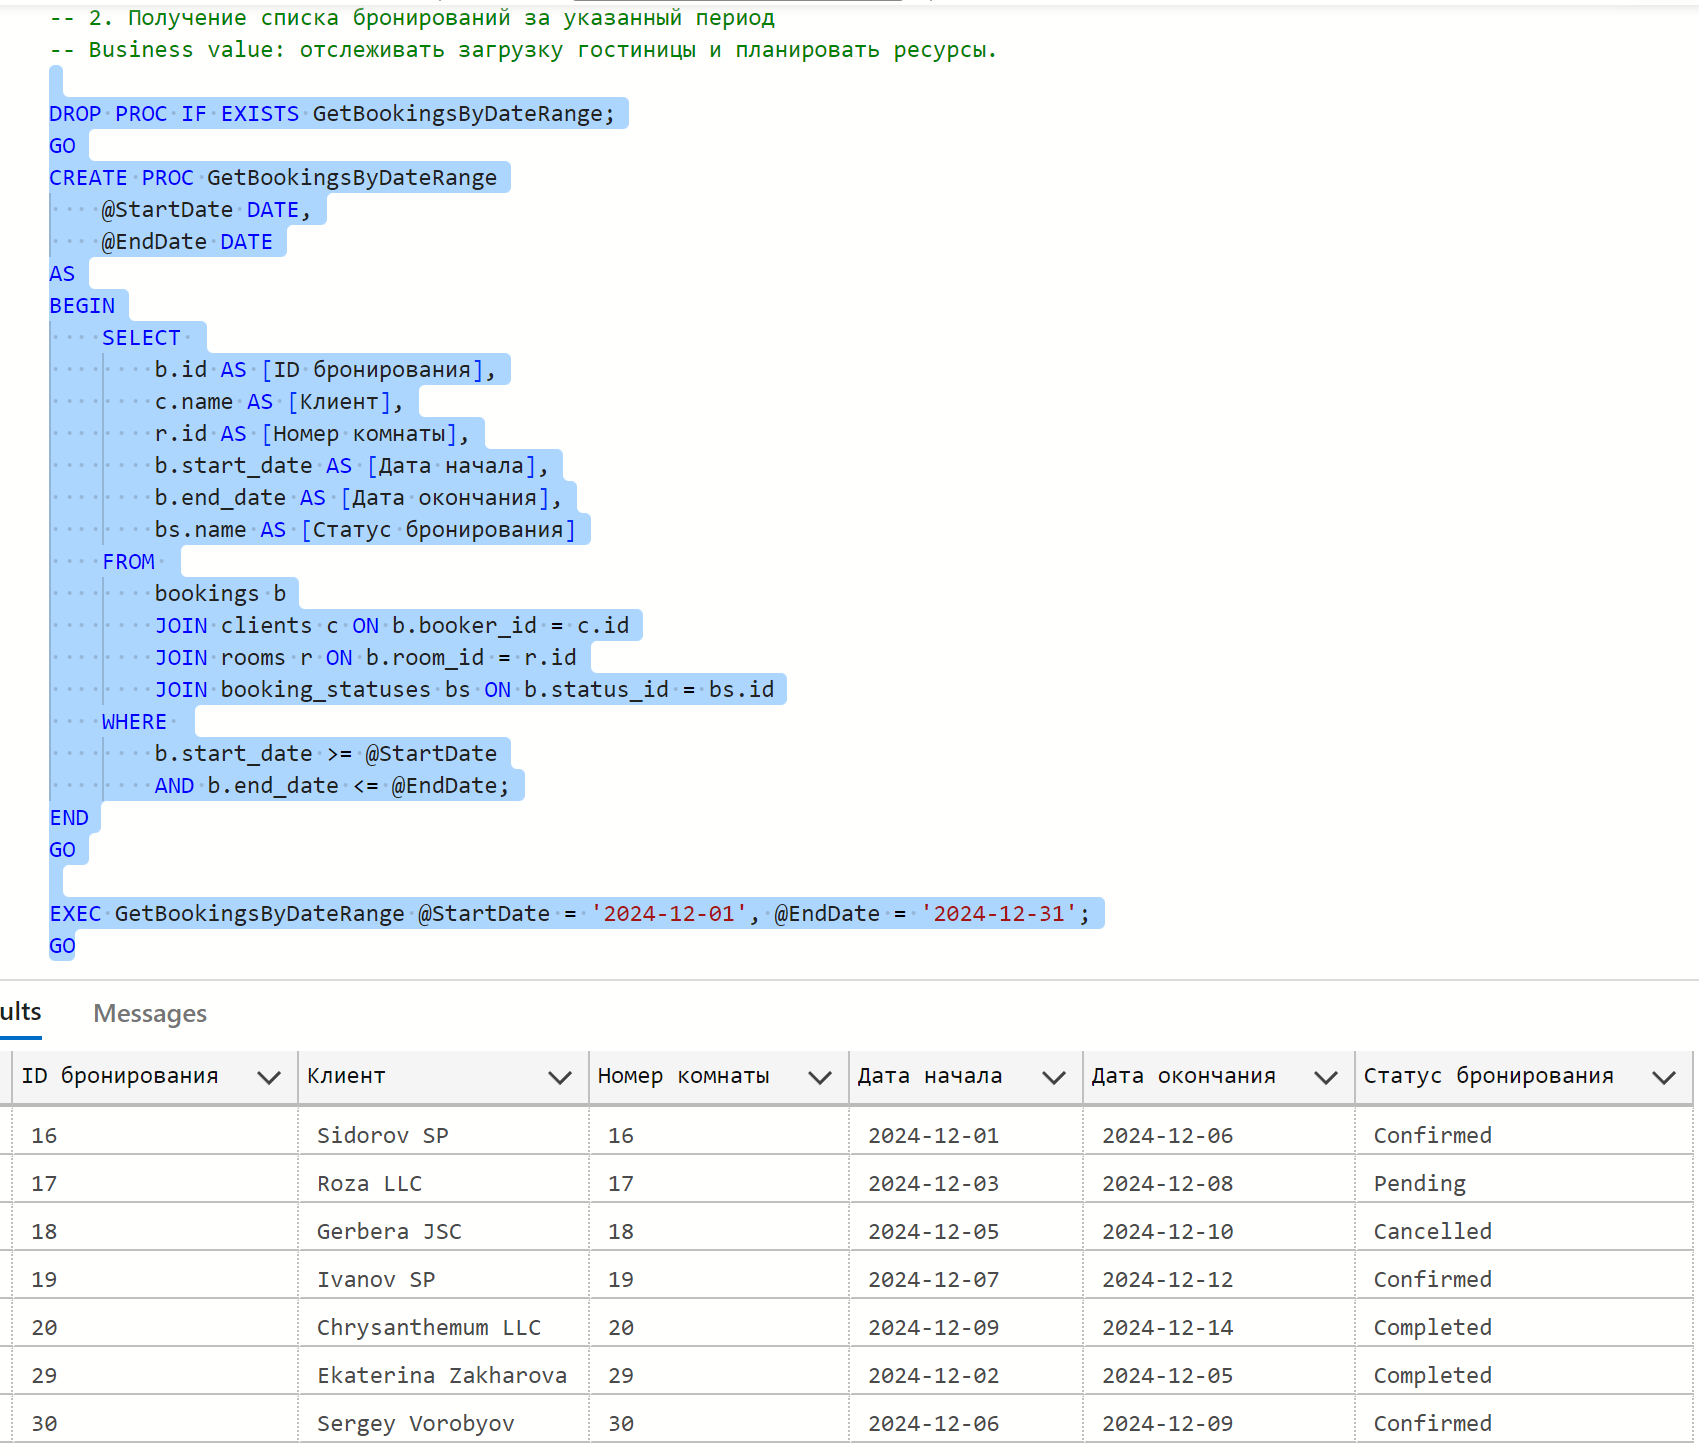 -- 2. Получение списка бронирований за указанный период
-- Business value: отслеживать загрузку гостиницы и планировать ресурсы.
DROP PROC IF EXISTS GetBookingsByDateRange;
GO
CREATE PROC GetBookingsByDateRange
    @StartDate DATE,
    @EndDate DATE
AS
BEGIN
    SELECT
        b.id AS [ID бронирования],
        c.name AS [Клиент],
        r.id AS [Номер комнаты],
        b.start_date AS [Дата начала],
        b.end_date AS [Дата окончания],
        bs.name AS [Статус бронирования]
    FROM
        bookings b
        JOIN clients c ON b.booker_id = c.id
        JOIN rooms r ON b.room_id = r.id
        JOIN booking_statuses bs ON b.status_id = bs.id
    WHERE
        b.start_date >= @StartDate
        AND b.end_date <= @EndDate;
END
GO
EXEC GetBookingsByDateRange @StartDate = '2024-12-01', @EndDate = '2024-12-31';
GO
ults Messages
ID бронирования Клиент Номер комнаты Дата начала Дата окончания Статус бронирования
16 Sidorov SP 16 2024-12-01 2024-12-06 Confirmed
17 Roza LLC 17 2024-12-03 2024-12-08 Pending
18 Gerbera JSC 18 2024-12-05 2024-12-10 Cancelled
19 Ivanov SP 19 2024-12-07 2024-12-12 Confirmed
20 Chrysanthemum LLC 20 2024-12-09 2024-12-14 Completed
29 Ekaterina Zakharova 29 2024-12-02 2024-12-05 Completed
30 Sergey Vorobyov 30 2024-12-06 2024-12-09 Confirmed